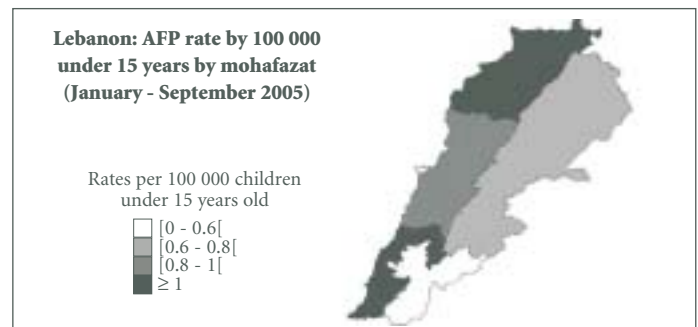 Lebanon: AFP rate by 100 000
under 15 years by mohafazat
(January - September 2005)
Rates per 100 000 children
under 15 years old
[0 - 0.6[
[0.6 - 0.8[
[0.8 - 1[
≥ 1